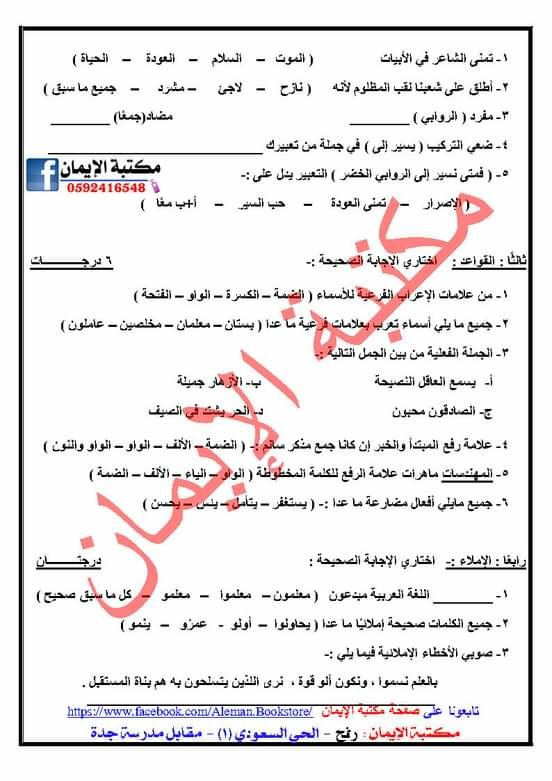 ١- تمنى الشاعر في الأبيات ( الموت – السلام – العودة – الحياة )
٢- أطلق على شعبنا نقب المظلوم لأنه ( نازح – لاجئ – مشرد – جميع ما سبق )
٣- مفرد ( الروابي ) __________ مضاد(جمعًا) __________
٤- ضعي التركيب ( يسير إلى ) في جملة من تعبيرك __________
مكتبة الإيمان
0592416548
٥- ( فمتى نسير إلى الروابي الخضر ) التعبير يدل على :-
( الإصرار – تمني العودة – حب السير – أ+ب معًا )
ثالثًا : القواعد : اختاري الإجابة الصحيحة :- ٦ درجـــــات
١- من علامات الإعراب الفرعية للأسماء ( الضمة – الكسرة – الواو – الفتحة )
٢- جميع ما يلي أسماء تعرب بعلامات فرعية ما عدا ( بستان – معلمان – مخلصين – عاملون )
٣- الجملة الفعلية من بين الجمل التالية :-
أ- يسمع العاقل النصيحة ب- الأزهار جميلة
ج- الصادقون محبون د- الحر يشتد في الصيف
٤- علامة رفع المبتدأ والخبر إن كانا جمع مذكر سالم :- ( الضمة – الألف – الواو – الواو والنون )
٥- المهندسات ماهرات علامة الرفع للكلمة المخطوطة ( الواو – الياء – الألف – الضمة )
٦- جميع مايلي أفعال مضارعة ما عدا :- ( يستغفر – يتأمل – يئس – يحسن )
رابعًا : الإملاء :- اختاري الإجابة الصحيحة : درجتـــــان
١- __________ اللغة العربية مبدعون ( معلمون – معلموا – معلمو – كل ما سبق صحيح )
٢- جميع الكلمات صحيحة إملائيًا ما عدا ( يحاولوا – أولو – عمرو – ينمو )
٣- صوبي الأخطاء الإملائية فيما يلي :-
بالعلم نسموا ، ونكون ألو قوة ، نرى اللذين يتسلحون به هم بناة المستقبل .
تابعونا على صفحة مكتبة الإيمان https://www.facebook.com/Aleman.Bookstore/
مكتبة الإيمان : رفح – الحي السعودي (١) – مقابل مدرسة جدة
مكتبة الإيمان